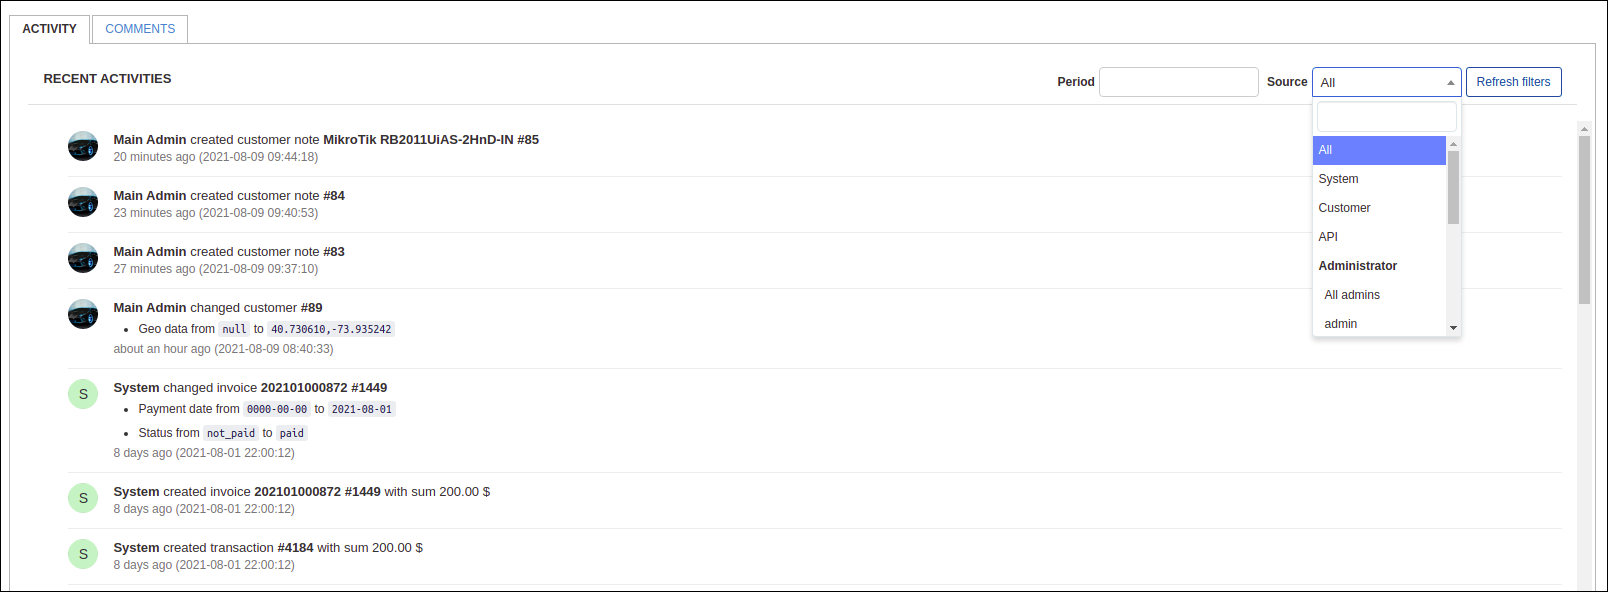 ACTIVITY COMMENTS
RECENT ACTIVITIES
Period Source All Refresh filters
All
System
Customer
API
Administrator
All admins
admin
Main Admin created customer note MikroTik RB2011UiAS-2HnD-IN #85
20 minutes ago (2021-08-09 09:44:18)
Main Admin created customer note #84
23 minutes ago (2021-08-09 09:40:53)
Main Admin created customer note #83
27 minutes ago (2021-08-09 09:37:10)
Main Admin changed customer #89
• Geo data from null to 40.730610,-73.935242
about an hour ago (2021-08-09 08:40:33)
S
System changed invoice 202101000872 #1449
• Payment date from 0000-00-00 to 2021-08-01
• Status from not_paid to paid
8 days ago (2021-08-01 22:00:12)
S
System created invoice 202101000872 #1449 with sum 200.00 $
8 days ago (2021-08-01 22:00:12)
S
System created transaction #4184 with sum 200.00 $
8 days ago (2021-08-01 22:00:12)